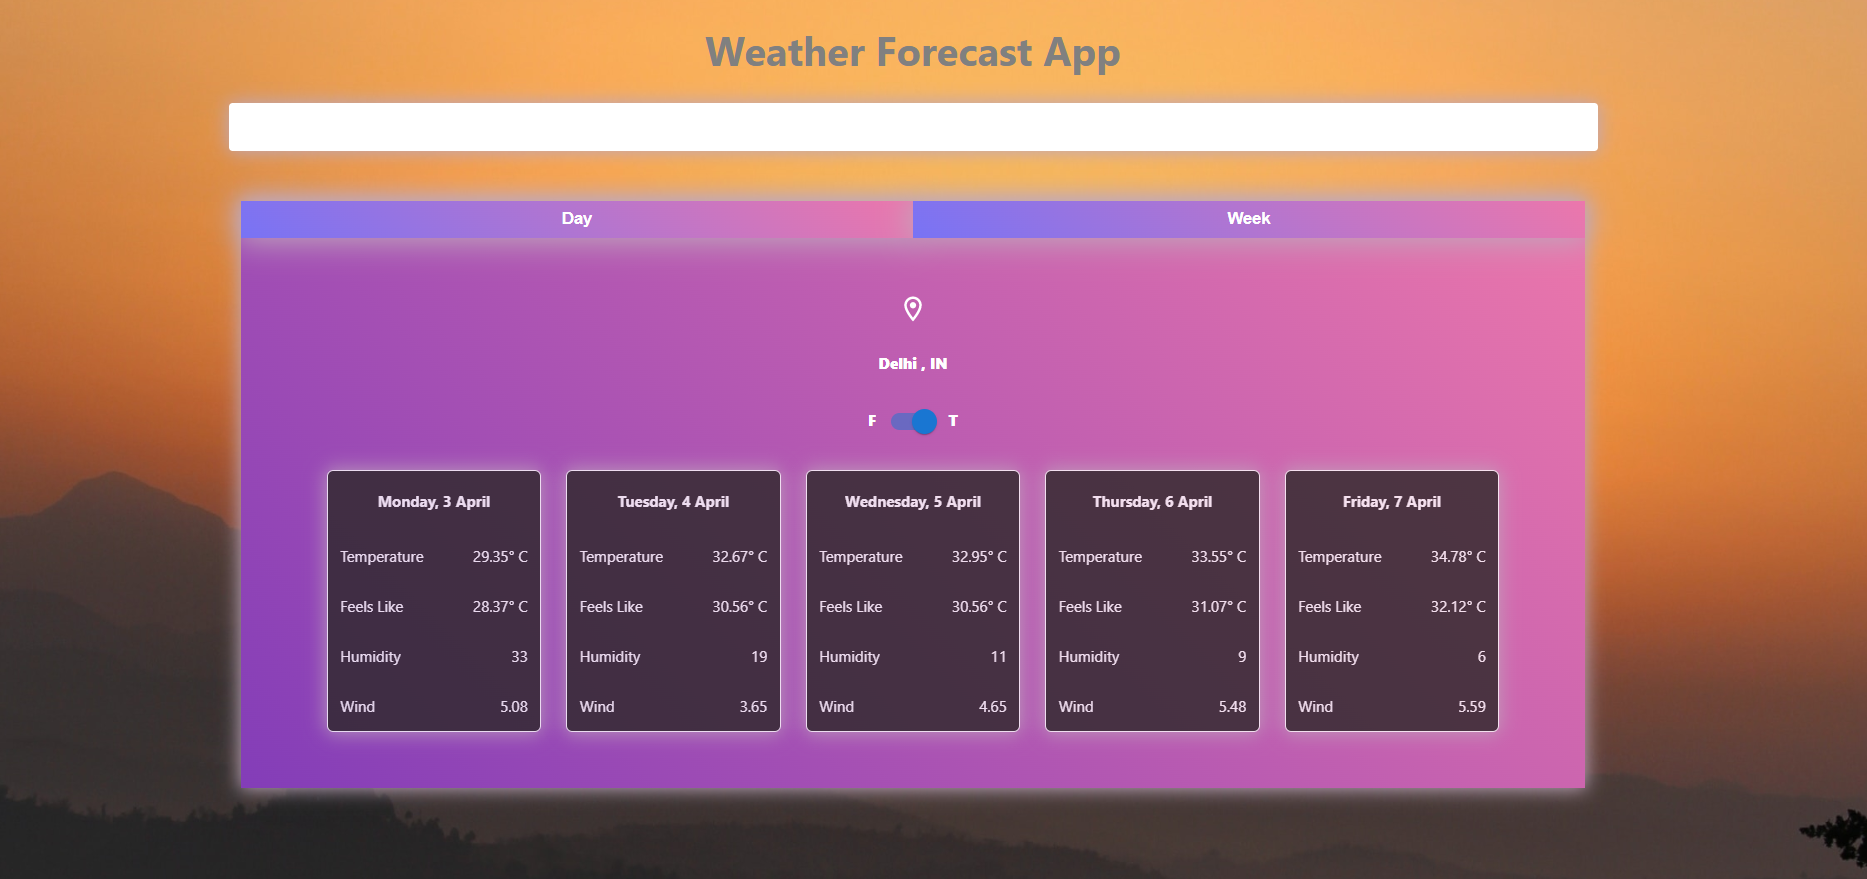 Weather Forecast App
Day
Week
Delhi , IN
F
T
Monday, 3 April
Temperature 29.35° C
Feels Like 28.37° C
Humidity 33
Wind 5.08
Tuesday, 4 April
Temperature 32.67° C
Feels Like 30.56° C
Humidity 19
Wind 3.65
Wednesday, 5 April
Temperature 32.95° C
Feels Like 30.56° C
Humidity 11
Wind 4.65
Thursday, 6 April
Temperature 33.55° C
Feels Like 31.07° C
Humidity 9
Wind 5.48
Friday, 7 April
Temperature 34.78° C
Feels Like 32.12° C
Humidity 6
Wind 5.59